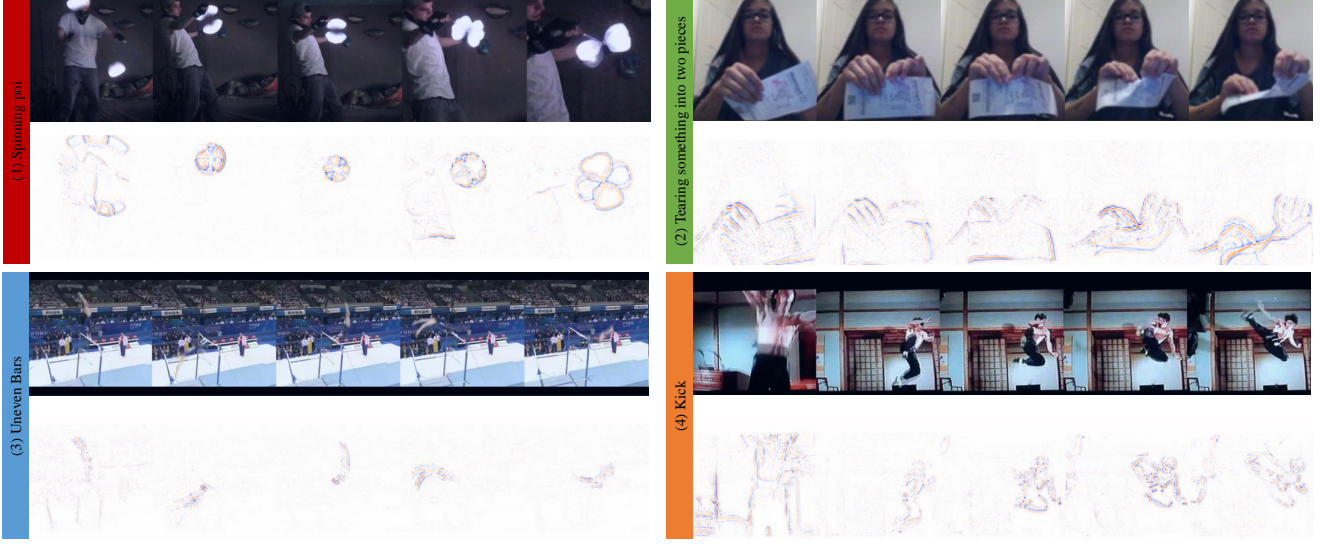 (1) Spinning poi
(2) Tearing something into two pieces
(3) Uneven Bars
(4) Kick